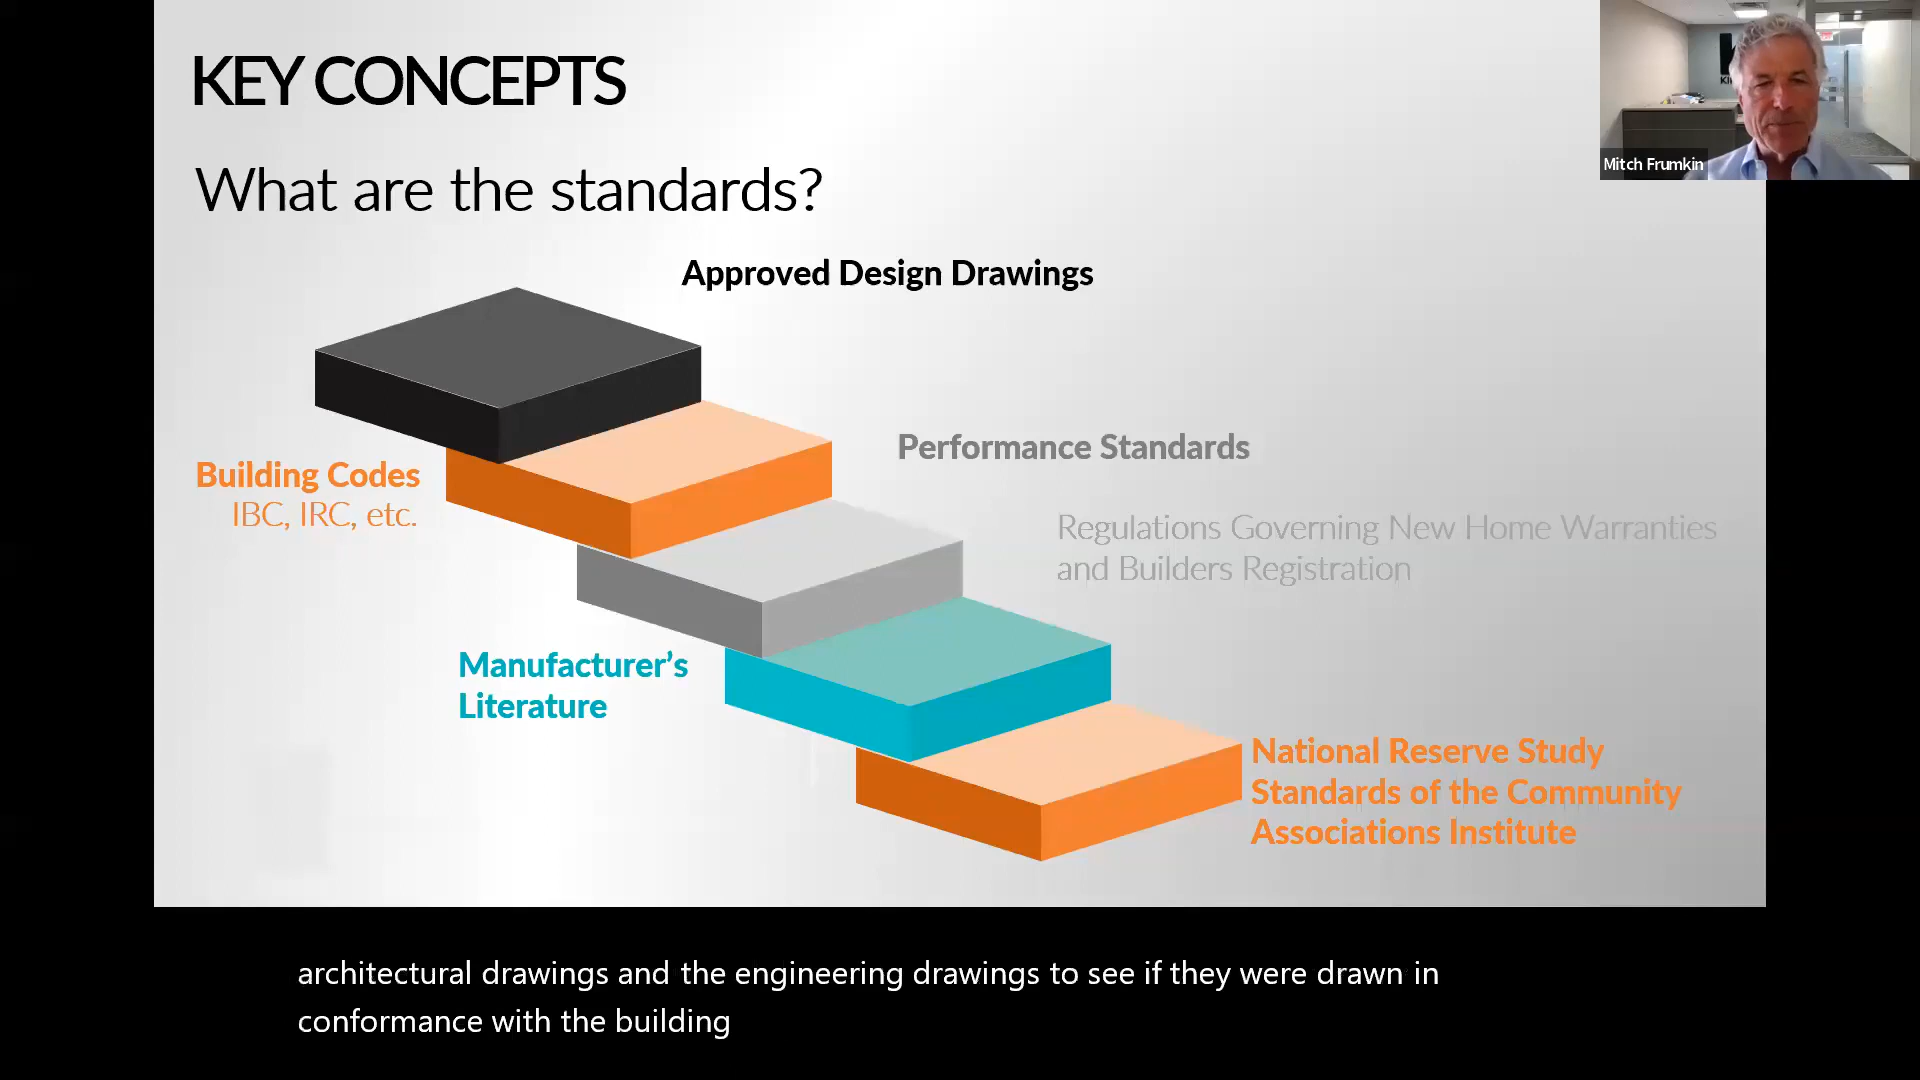 KEY CONCEPTS
What are the standards?
Mitch Frumkin
Approved Design Drawings
Building Codes
IBC, IRC, etc.
Performance Standards
Regulations Governing New Home Warranties
and Builders Registration
Manufacturer’s
Literature
National Reserve Study
Standards of the Community
Associations Institute
architectural drawings and the engineering drawings to see if they were drawn in
conformance with the building